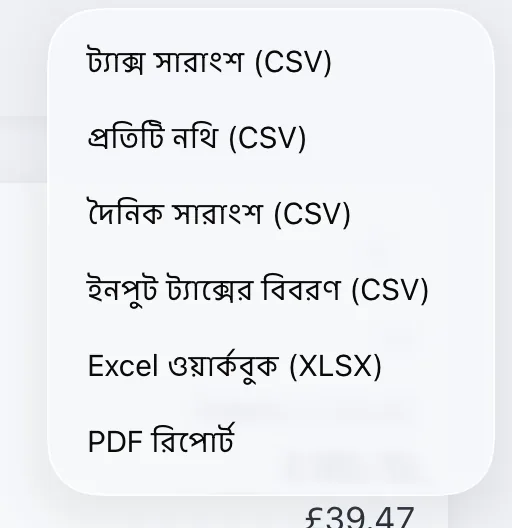 ট্যাক্স সারাংশ (CSV)
প্রতিটি নথি (CSV)
দৈনিক সারাংশ (CSV)
ইনপুট ট্যাক্সের বিবরণ (CSV)
Excel ওয়ার্কবুক (XLSX)
PDF রিপোর্ট
£39.47